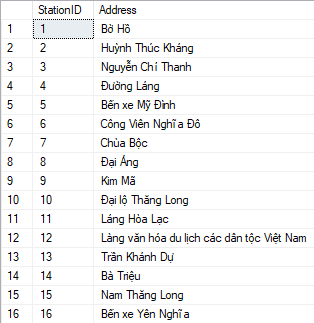 StationID Address
1 1 Bờ Hồ
2 2 Huỳnh Thúc Kháng
3 3 Nguyễn Chí Thanh
4 4 Đường Láng
5 5 Bến xe Mỹ Đình
6 6 Công Viên Nghĩa Đô
7 7 Chùa Bộc
8 8 Đại Áng
9 9 Kim Mã
10 10 Đại lộ Thăng Long
11 11 Láng Hòa Lạc
12 12 Làng văn hóa du lịch các dân tộc Việt Nam
13 13 Trần Khánh Dư
14 14 Bà Triệu
15 15 Nam Thăng Long
16 16 Bến xe Yên Nghĩa